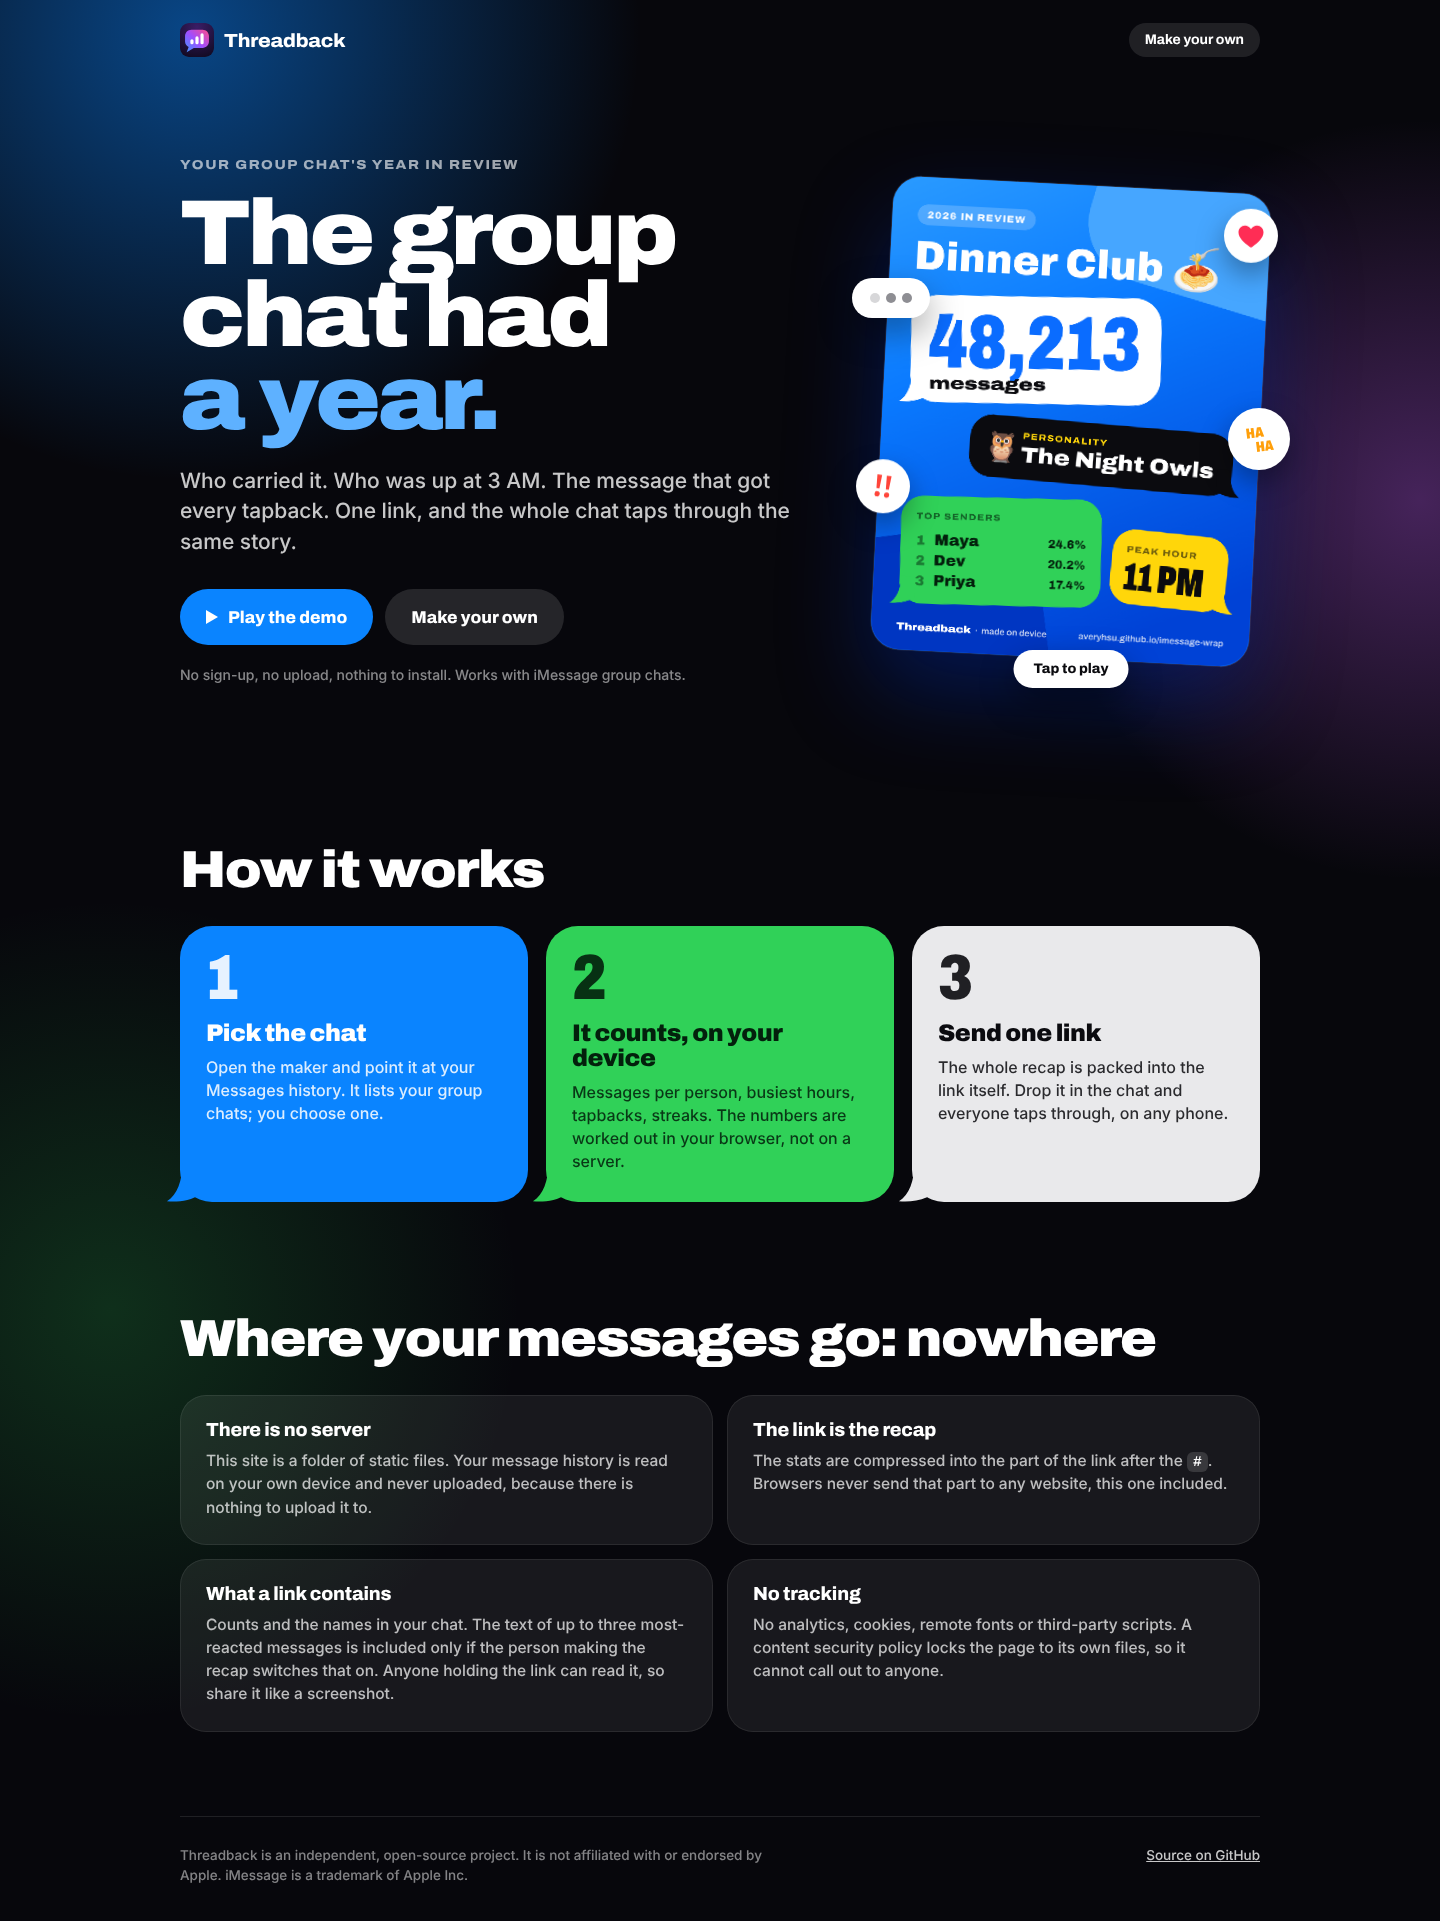 Threadback
Make your own
YOUR GROUP CHAT'S YEAR IN REVIEW
The group
chat had
a year.
Who carried it. Who was up at 3 AM. The message that got
every tapback. One link, and the whole chat taps through the
same story.
Play the demo
Make your own
No sign-up, no upload, nothing to install. Works with iMessage group chats.
2026 IN REVIEW
Dinner Club
48,213
messages
PERSONALITY
The Night Owls
HA
HA
!!
TOP SENDERS
1 Maya 24.6%
2 Dev 20.2%
3 Priya 17.4%
PEAK HOUR
11 PM
Threadback · made on device
averyhsu.github.io/imessage-wrap
Tap to play
How it works
1
Pick the chat
Open the maker and point it at your
Messages history. It lists your group
chats; you choose one.
2
It counts, on your
device
Messages per person, busiest hours,
tapbacks, streaks. The numbers are
worked out in your browser, not on a
server.
3
Send one link
The whole recap is packed into the
link itself. Drop it in the chat and
everyone taps through, on any phone.
Where your messages go: nowhere
There is no server
This site is a folder of static files. Your message history is read
on your own device and never uploaded, because there is
nothing to upload it to.
The link is the recap
The stats are compressed into the part of the link after the #.
Browsers never send that part to any website, this one included.
What a link contains
Counts and the names in your chat. The text of up to three most-
reacted messages is included only if the person making the
recap switches that on. Anyone holding the link can read it, so
share it like a screenshot.
No tracking
No analytics, cookies, remote fonts or third-party scripts. A
content security policy locks the page to its own files, so it
cannot call out to anyone.
Threadback is an independent, open-source project. It is not affiliated with or endorsed by
Apple. iMessage is a trademark of Apple Inc.
Source on GitHub